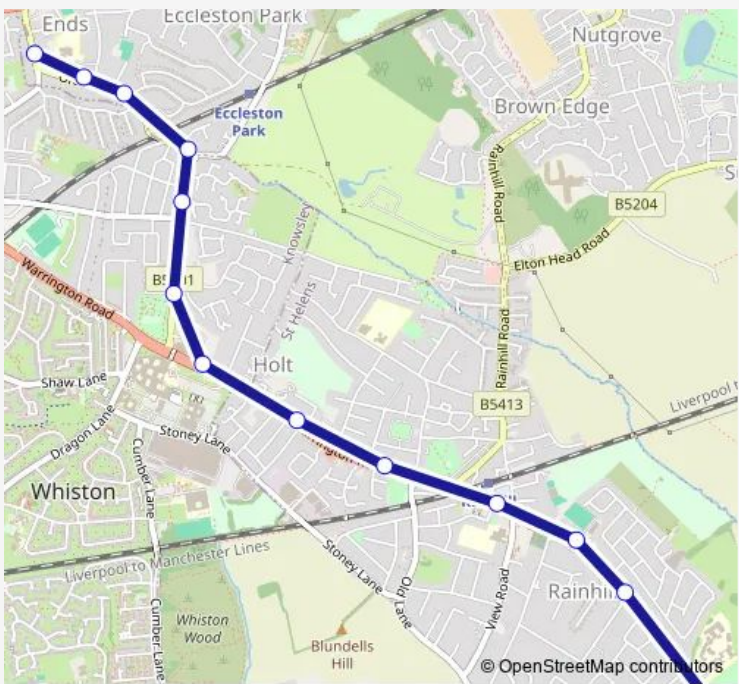 Ends
Eccleston Park
Nutgrove
Eccleston
Park
Brown Edge
Rainhill Road
B5204
Knowsley
Elton Head Road
Warrington Road
St Helens
Rainhill Road
Holt
Shaw Lane
B5413
Liverpool
Dragon Lane
Stoney Lane
Cumber Lane
Whiston
Liverpool to Manchester Lines
Stoney Lane
Old
Lane
View Road
Whiston
Wood
Cumber Lane
Blundells
Hill
© OpenStreetMap contributors